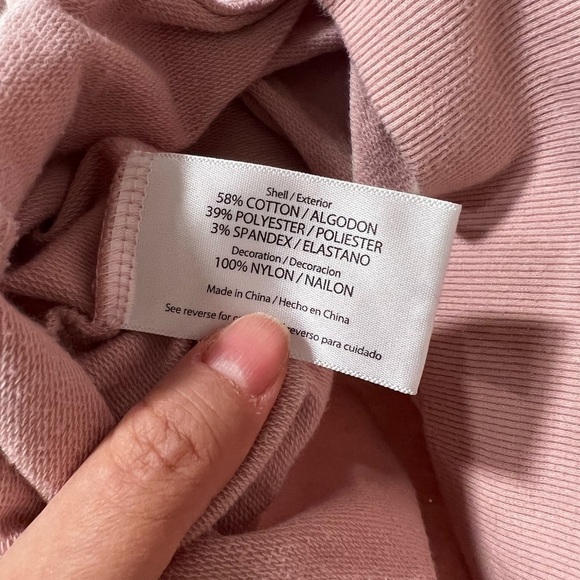 Shell / Exterior
58% COTTON / ALGODON
39% POLYESTER / POLIESTER
3% SPANDEX / ELASTANO
Decoration / Decoracion
100% NYLON / NAILON
Made in China / Hecho en China
See reverse for reverso para cuidado